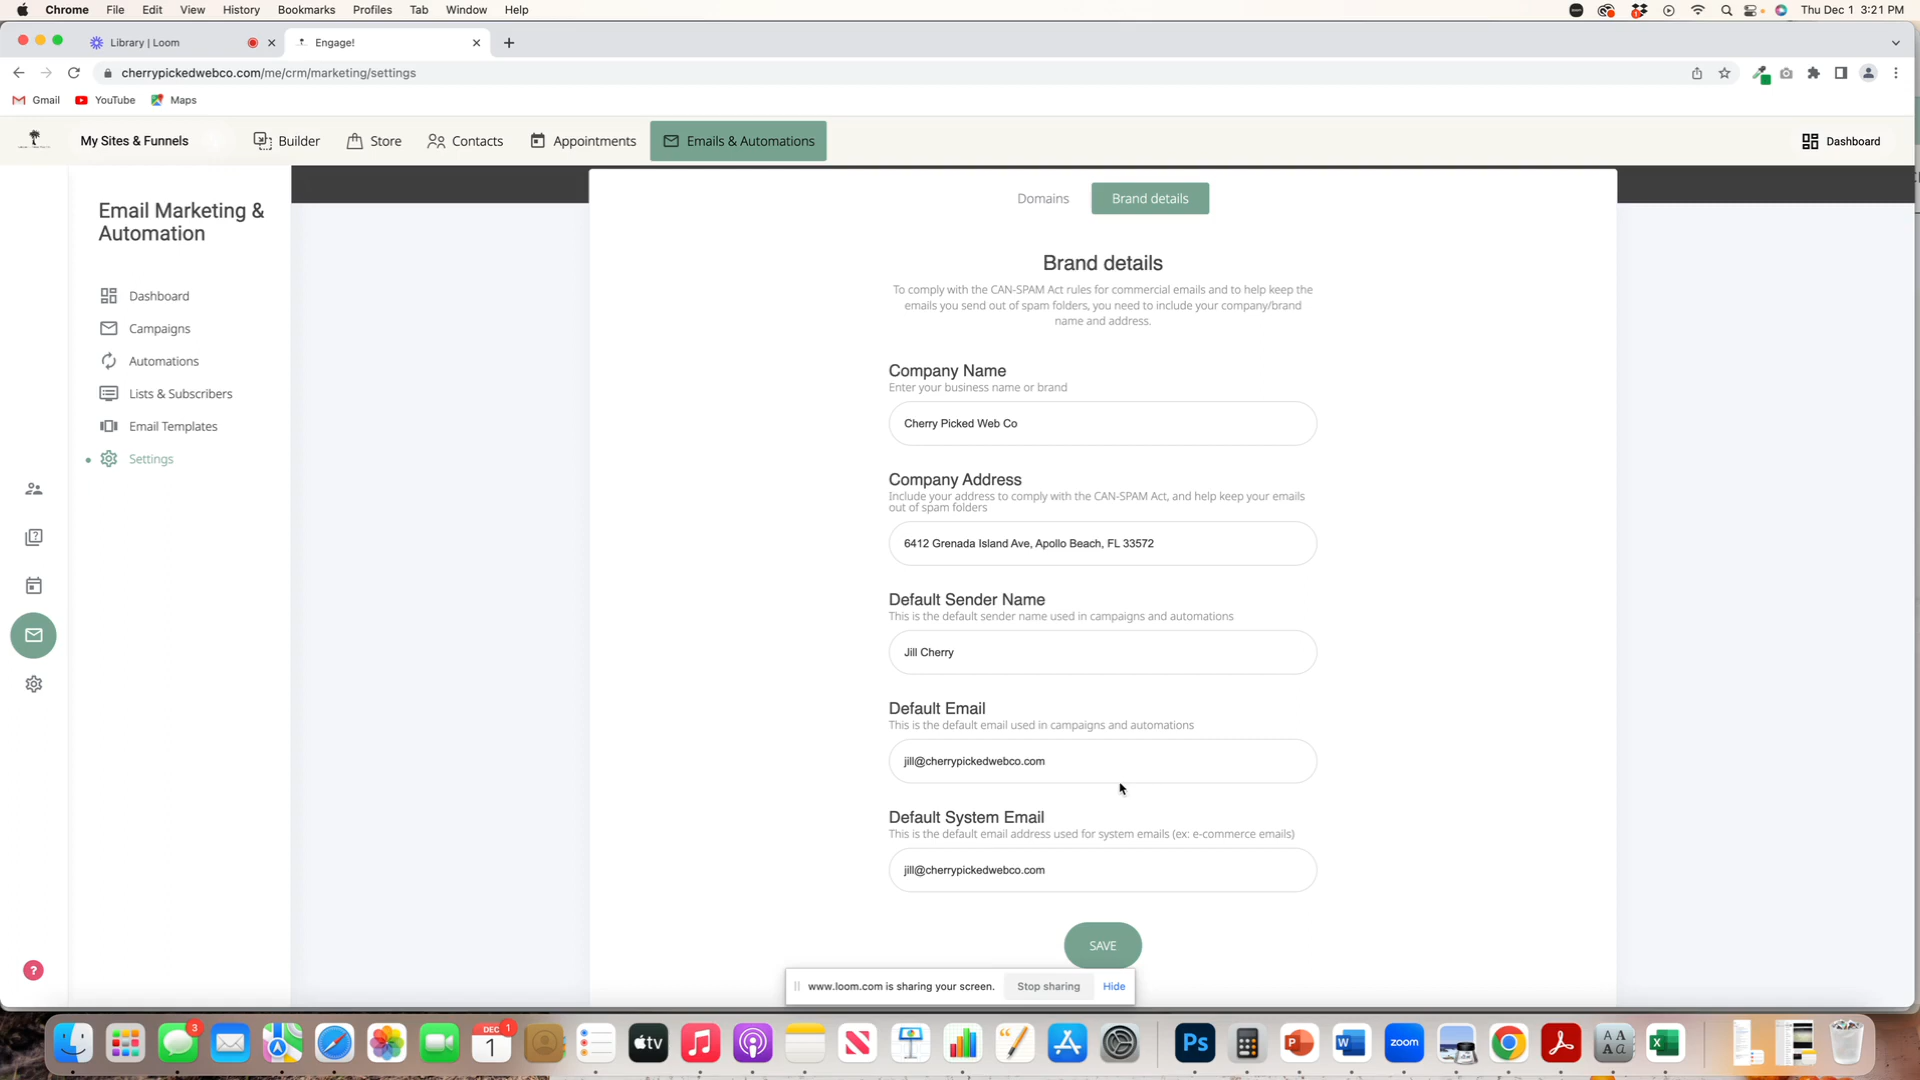 Chrome File Edit View History Bookmarks Profiles Tab Window Help
Thu Dec 1 3:21 PM
Library | Loom
Engage!
cherrypickedwebco.com/me/crm/marketing/settings
Gmail YouTube Maps
My Sites & Funnels Builder Store Contacts Appointments Emails & Automations Dashboard
Email Marketing &
Automation
Dashboard
Campaigns
Automations
Lists & Subscribers
Email Templates
Settings
Domains Brand details
Brand details
To comply with the CAN-SPAM Act rules for commercial emails and to help keep the
emails you send out of spam folders, you need to include your company/brand
name and address.
Company Name
Enter your business name or brand
Cherry Picked Web Co
Company Address
Include your address to comply with the CAN-SPAM Act, and help keep your emails
out of spam folders
6412 Grenada Island Ave, Apollo Beach, FL 33572
Default Sender Name
This is the default sender name used in campaigns and automations
Jill Cherry
Default Email
This is the default email used in campaigns and automations
jill@cherrypickedwebco.com
Default System Email
This is the default email address used for system emails (ex: e-commerce emails)
jill@cherrypickedwebco.com
SAVE
?
www.loom.com is sharing your screen. Stop sharing Hide
3
DEC 1
1
tv
Ps
zoom